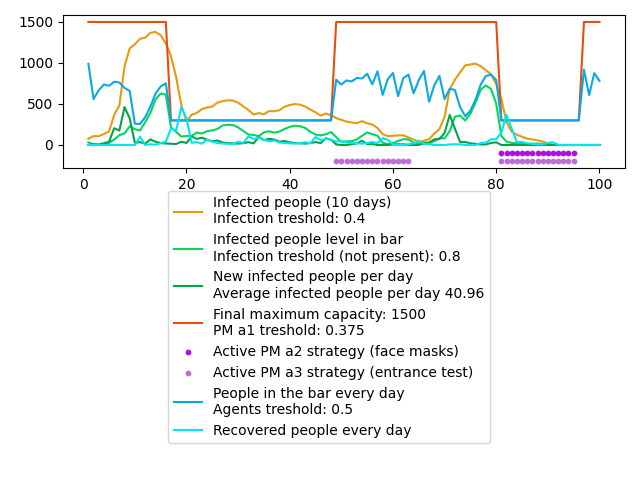 1500
1000
500
0
0
20
40
60
80
100
Infected people (10 days)
Infection treshold: 0.4
Infected people level in bar
Infection treshold (not present): 0.8
New infected people per day
Average infected people per day 40.96
Final maximum capacity: 1500
PM a1 treshold: 0.375
Active PM a2 strategy (face masks)
Active PM a3 strategy (entrance test)
People in the bar every day
Agents treshold: 0.5
Recovered people every day